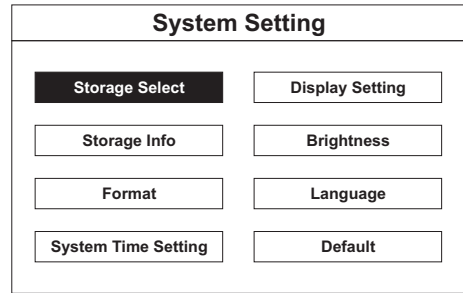 System Setting
Storage Select
Display Setting
Storage Info
Brightness
Format
Language
System Time Setting
Default